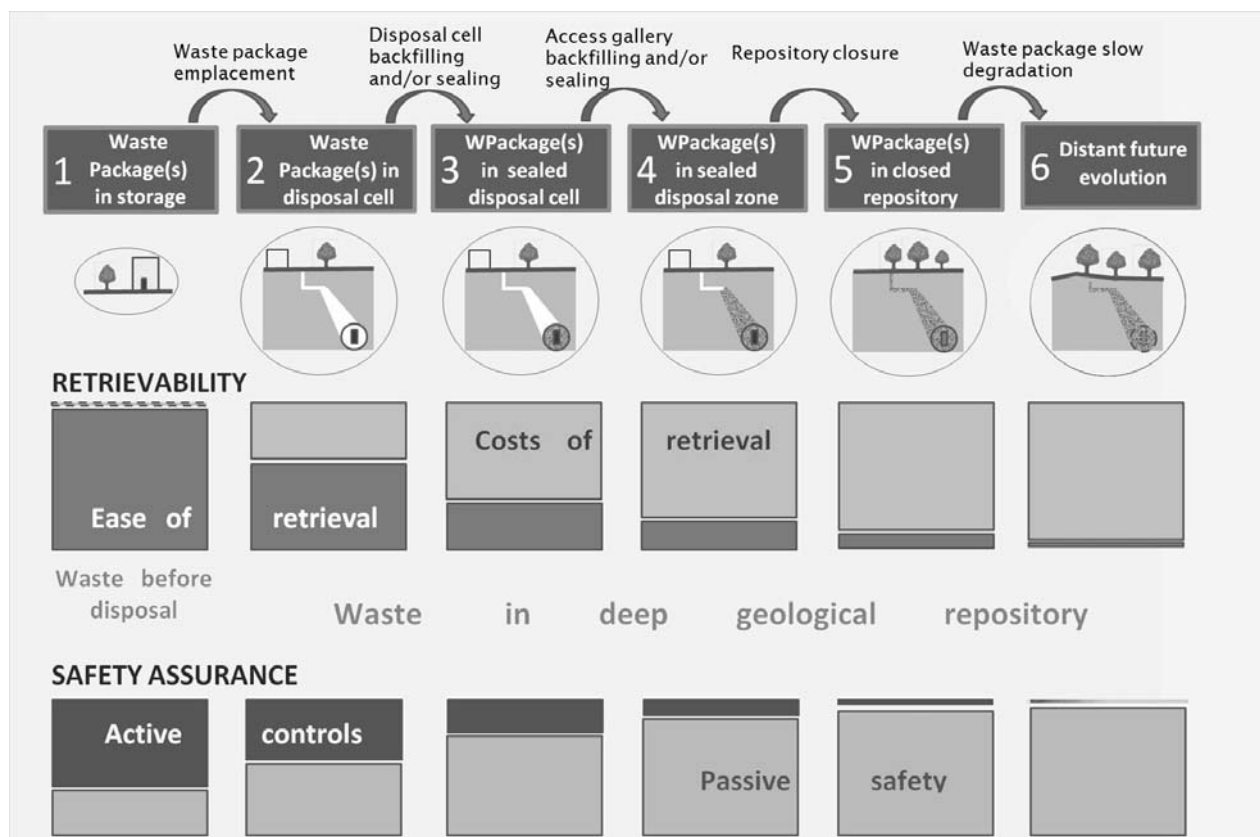 Waste package
emplacement
Disposal cell
backfilling
and/or sealing
Access gallery
backfilling and/or
sealing
Repository closure
Waste package slow
degradation
1 Waste
Package(s)
in storage
2 Waste
Package(s) in
disposal cell
3 WPackage(s)
in sealed
disposal cell
4 WPackage(s)
in sealed
disposal zone
5 WPackage(s)
in closed
repository
6 Distant future
evolution
RETRIEVABILITY
Costs of retrieval
Ease of retrieval
Waste before
disposal
Waste in deep geological repository
SAFETY ASSURANCE
Active controls
Passive safety